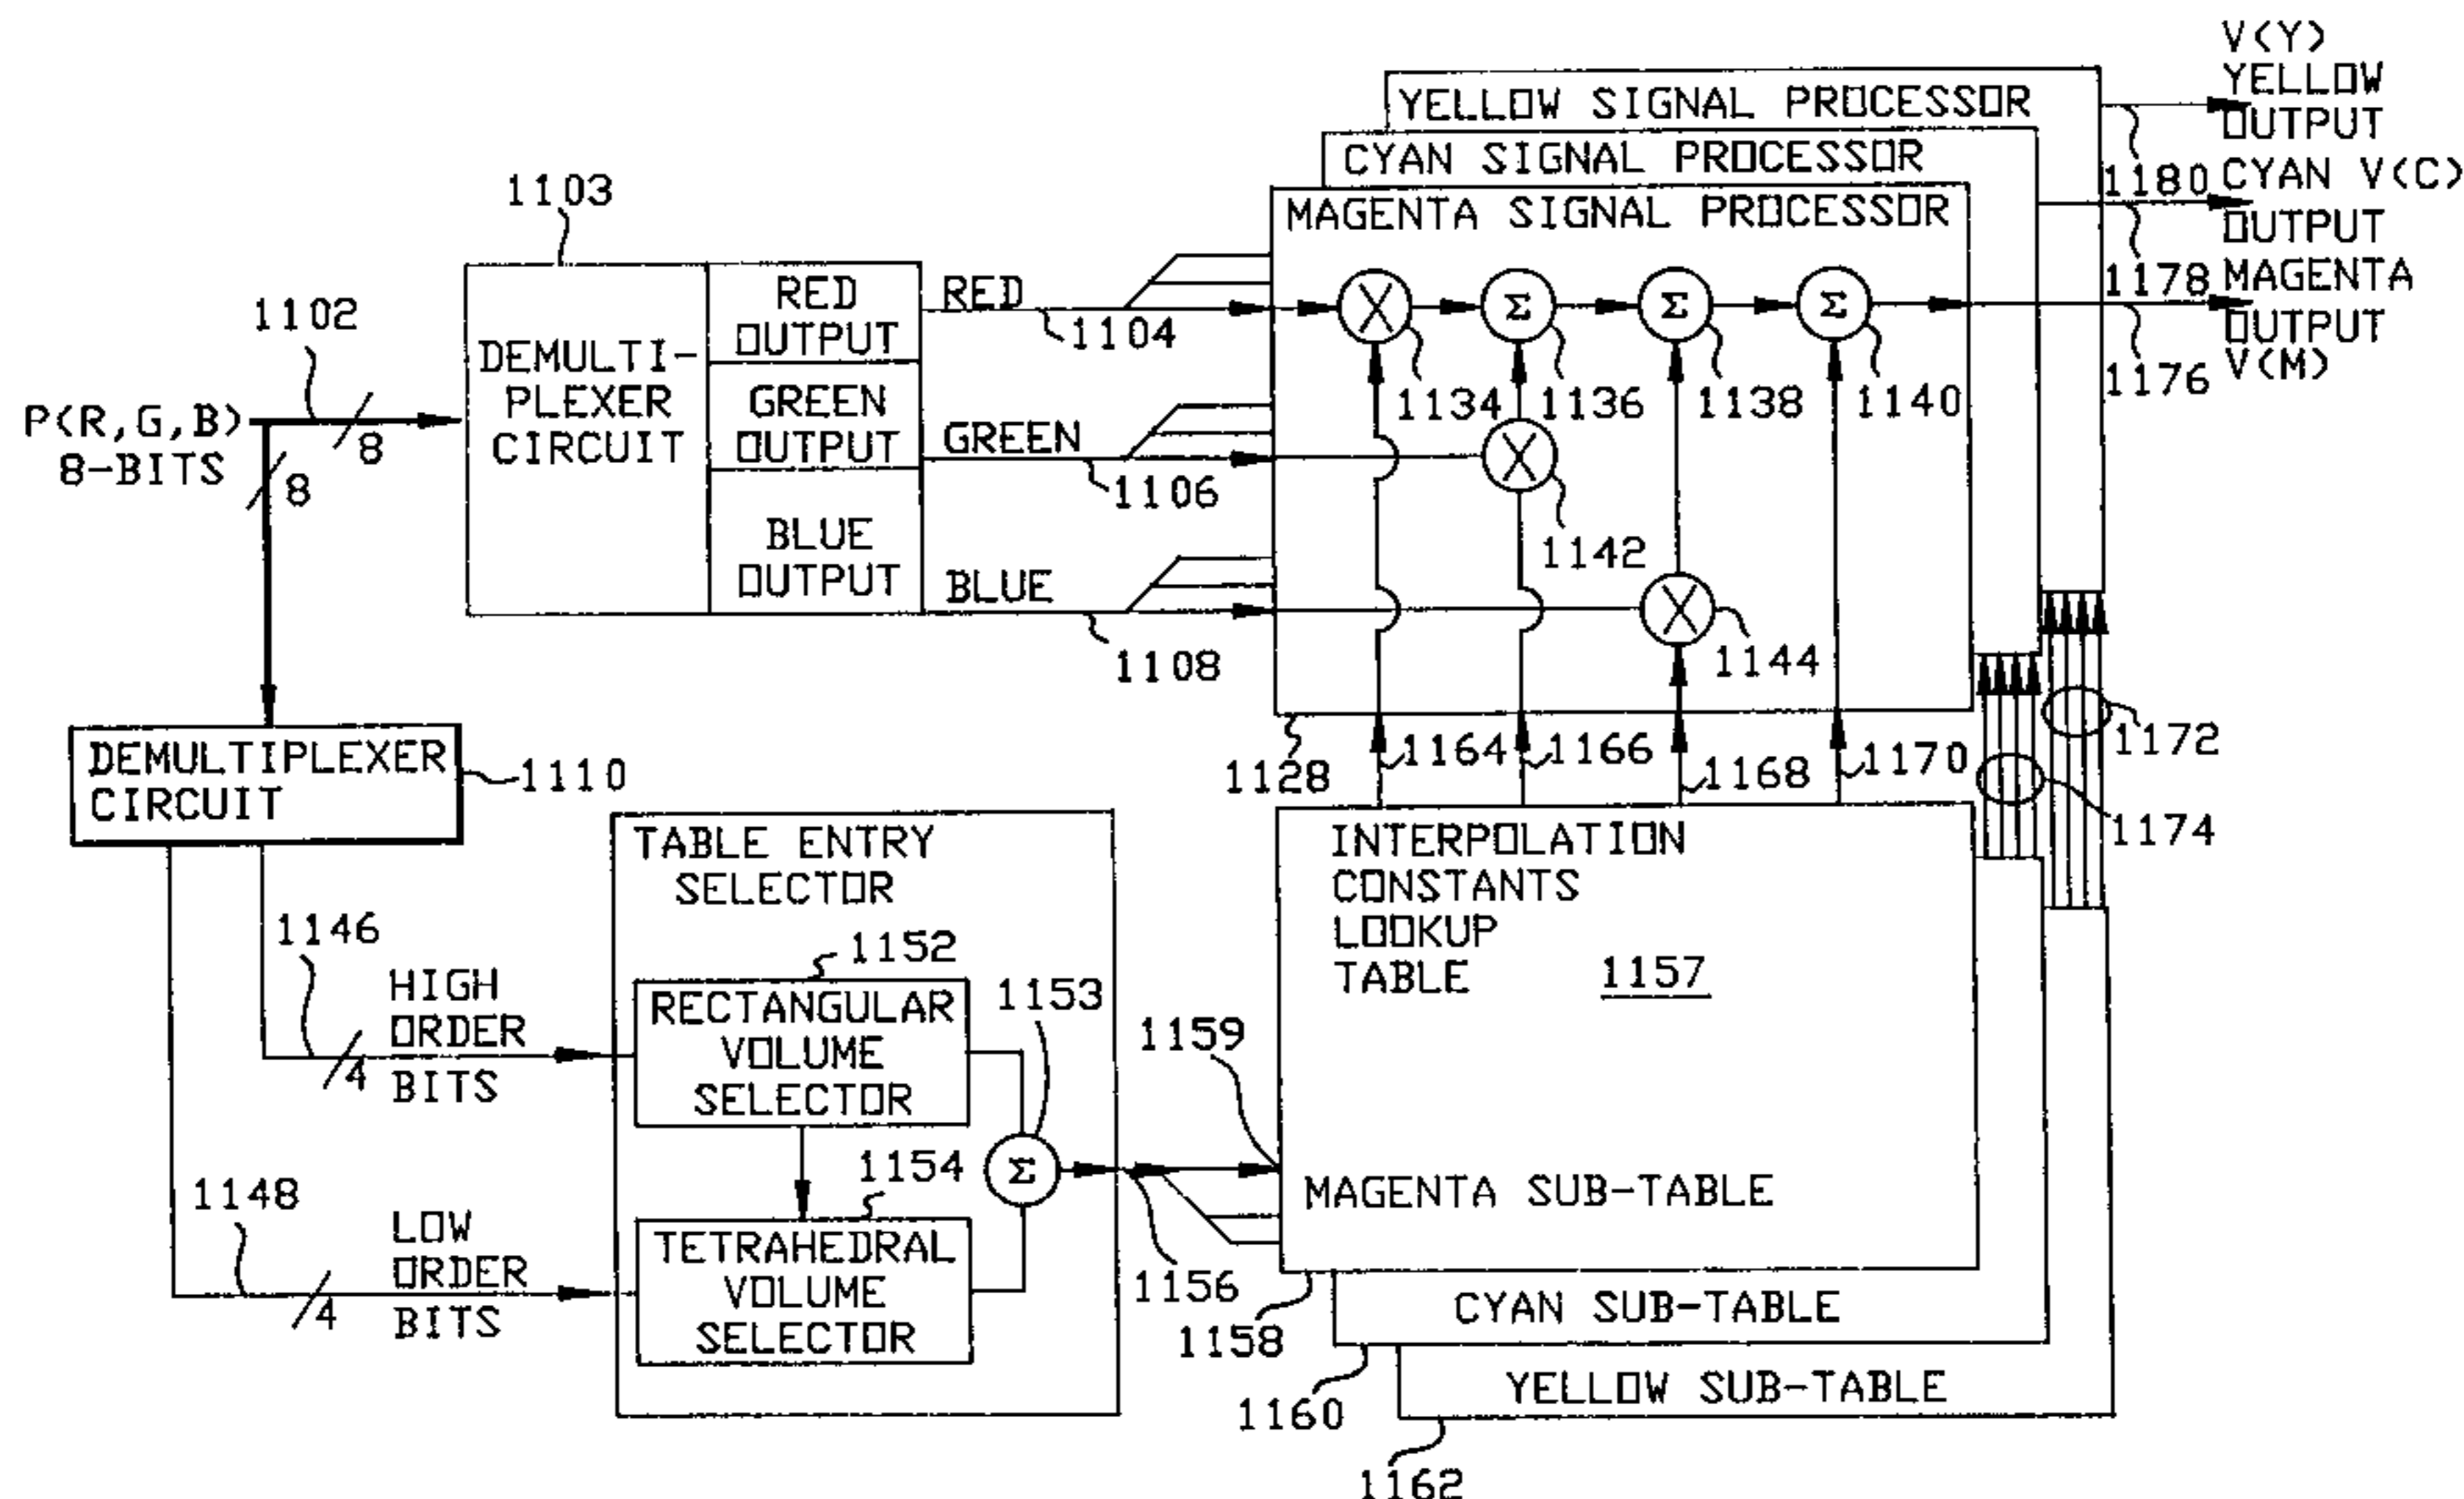 V(Y)
YELLOW
OUTPUT
YELLOW SIGNAL PROCESSOR
CYAN SIGNAL PROCESSOR
1180 CYAN V(C)
OUTPUT
MAGENTA SIGNAL PROCESSOR
1178 MAGENTA
OUTPUT
1176 V(M)
1103
1102
RED
OUTPUT
RED
1104
Σ
Σ
Σ
DEMULTI-
PLEXER
CIRCUIT
GREEN
OUTPUT
GREEN
1106
1134
1136
1138
1140
P(R,G,B)
8-BITS
8
8
BLUE
OUTPUT
BLUE
1108
1142
1144
1128
1164
1166
1168
1170
1172
1174
DEMULTIPLEXER
CIRCUIT
1110
TABLE ENTRY
SELECTOR
INTERPOLATION
CONSTANTS
LOOKUP
TABLE
1157
1146
HIGH
ORDER
BITS
4
1152
RECTANGULAR
VOLUME
SELECTOR
1153
1159
Σ
1154
1148
LOW
ORDER
BITS
4
TETRAHEDRAL
VOLUME
SELECTOR
1156
MAGENTA SUB-TABLE
1158
CYAN SUB-TABLE
1160
YELLOW SUB-TABLE
1162